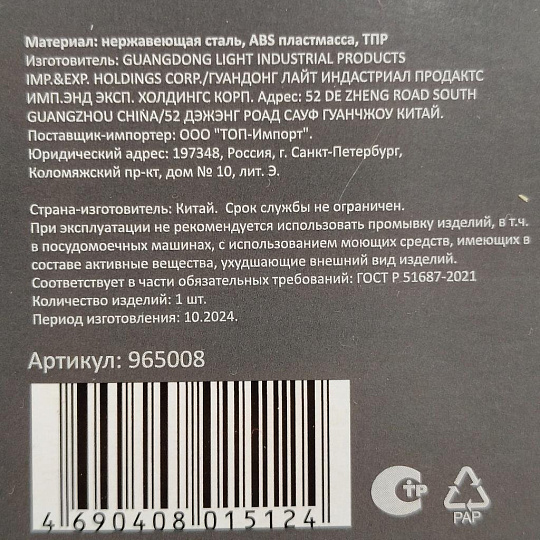 Материал: нержавеющая сталь, ABS пластмасса, ТПР
Изготовитель: GUANGDONG LIGHT INDUSTRIAL PRODUCTS
IMP.&EXP. HOLDINGS CORP./ГУАНДОНГ ЛАЙТ ИНДАСТРИАЛ ПРОДАКТС
ИМП.ЭНД ЭКСП. ХОЛДИНГС КОРП. Адрес: 52 DE ZHENG ROAD SOUTH
GUANGZHOU CHINA/52 ДЭЖЭНГ РОАД САУФ ГУАНЧЖОУ КИТАЙ.
Поставщик-импортер: ООО "ТОП-Импорт".
Юридический адрес: 197348, Россия, г. Санкт-Петербург,
Коломяжский пр-кт, дом № 10, лит. Э.
Страна-изготовитель: Китай. Срок службы не ограничен.
При эксплуатации не рекомендуется использовать промывку изделий, в т.ч.
в посудомоечных машинах, с использованием моющих средств, имеющих в
составе активные вещества, ухудшающие внешний вид изделий.
Соответствует в части обязательных требований: ГОСТ Р 51687-2021
Количество изделий: 1 шт.
Период изготовления: 10.2024.
Артикул: 965008
4 690408 015124
СТР
PAP